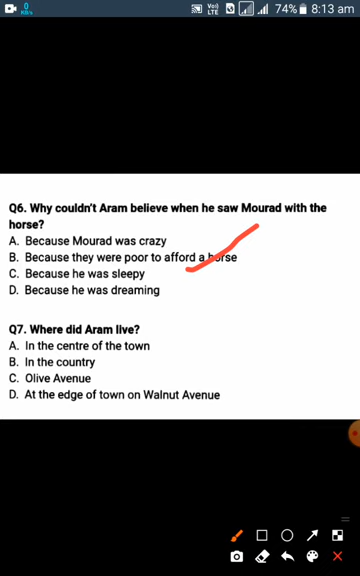 0
KB/s
Vo))
LTE
74%
8:13 am
Q6. Why couldn't Aram believe when he saw Mourad with the
horse?
A. Because Mourad was crazy
B. Because they were poor to afford a horse
C. Because he was sleepy
D. Because he was dreaming
Q7. Where did Aram live?
A. In the centre of the town
B. In the country
C. Olive Avenue
D. At the edge of town on Walnut Avenue